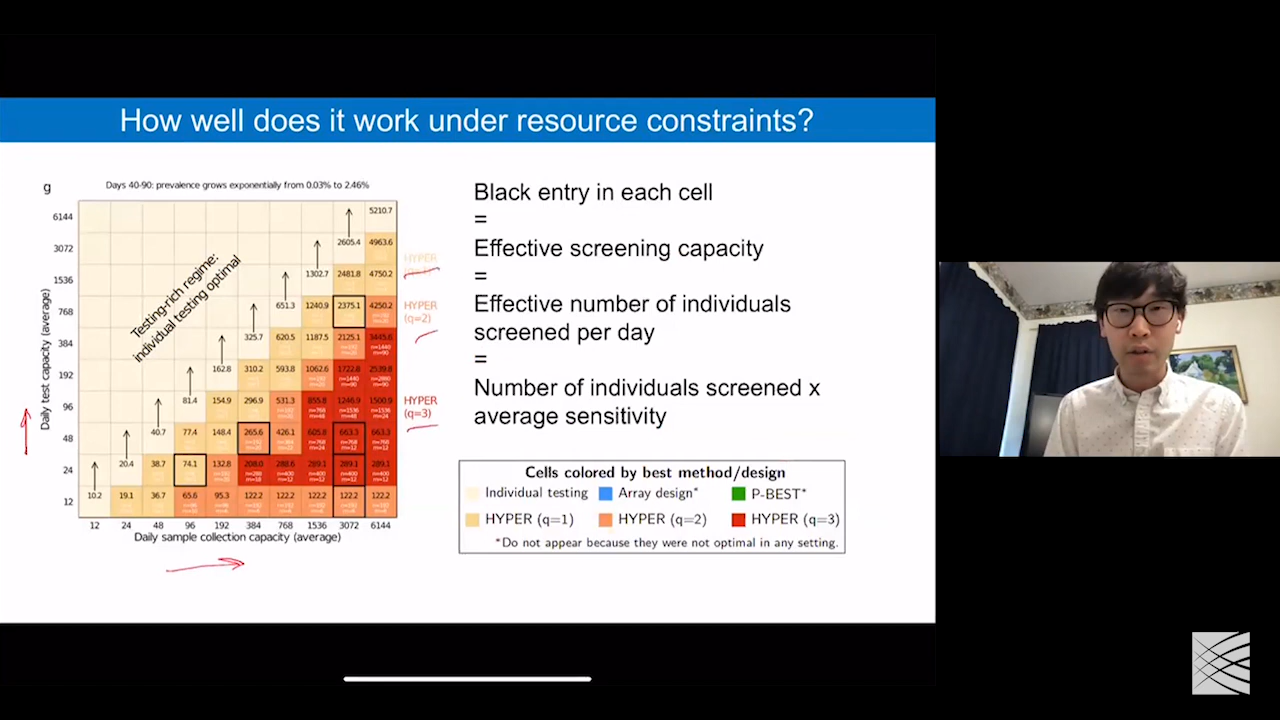 How well does it work under resource constraints?
g
Days 40-90: prevalence grows exponentially from 0.03% to 2.46%
6144 5210.7
3072 2605.4 4963.6
1536 1302.7 2481.8 4750.2
768 651.3 1240.9 2375.1 4250.2
384 325.7 620.5 1187.5 2125.1 3445.6
192 162.8 310.2 593.8 1062.6 1722.8 2539.8
96 81.4 154.9 296.9 531.3 855.8 1246.9 1500.9
48 40.7 77.4 148.4 265.6 426.1 605.8 663.3 663.3
24 20.4 38.7 74.1 132.8 208.0 288.6 289.1 289.1 289.1
12 10.2 19.1 36.7 65.6 95.3 122.2 122.2 122.2 122.2 122.2
12 24 48 96 192 384 768 1536 3072 6144
Daily sample collection capacity (average)
Daily test capacity (average)
Testing-rich regime:
individual testing optimal
HYPER
HYPER
(q=2)
HYPER
(q=3)
Black entry in each cell
=
Effective screening capacity
=
Effective number of individuals
screened per day
=
Number of individuals screened x
average sensitivity
Cells colored by best method/design
Individual testing Array design* P-BEST*
HYPER (q=1) HYPER (q=2) HYPER (q=3)
*Do not appear because they were not optimal in any setting.